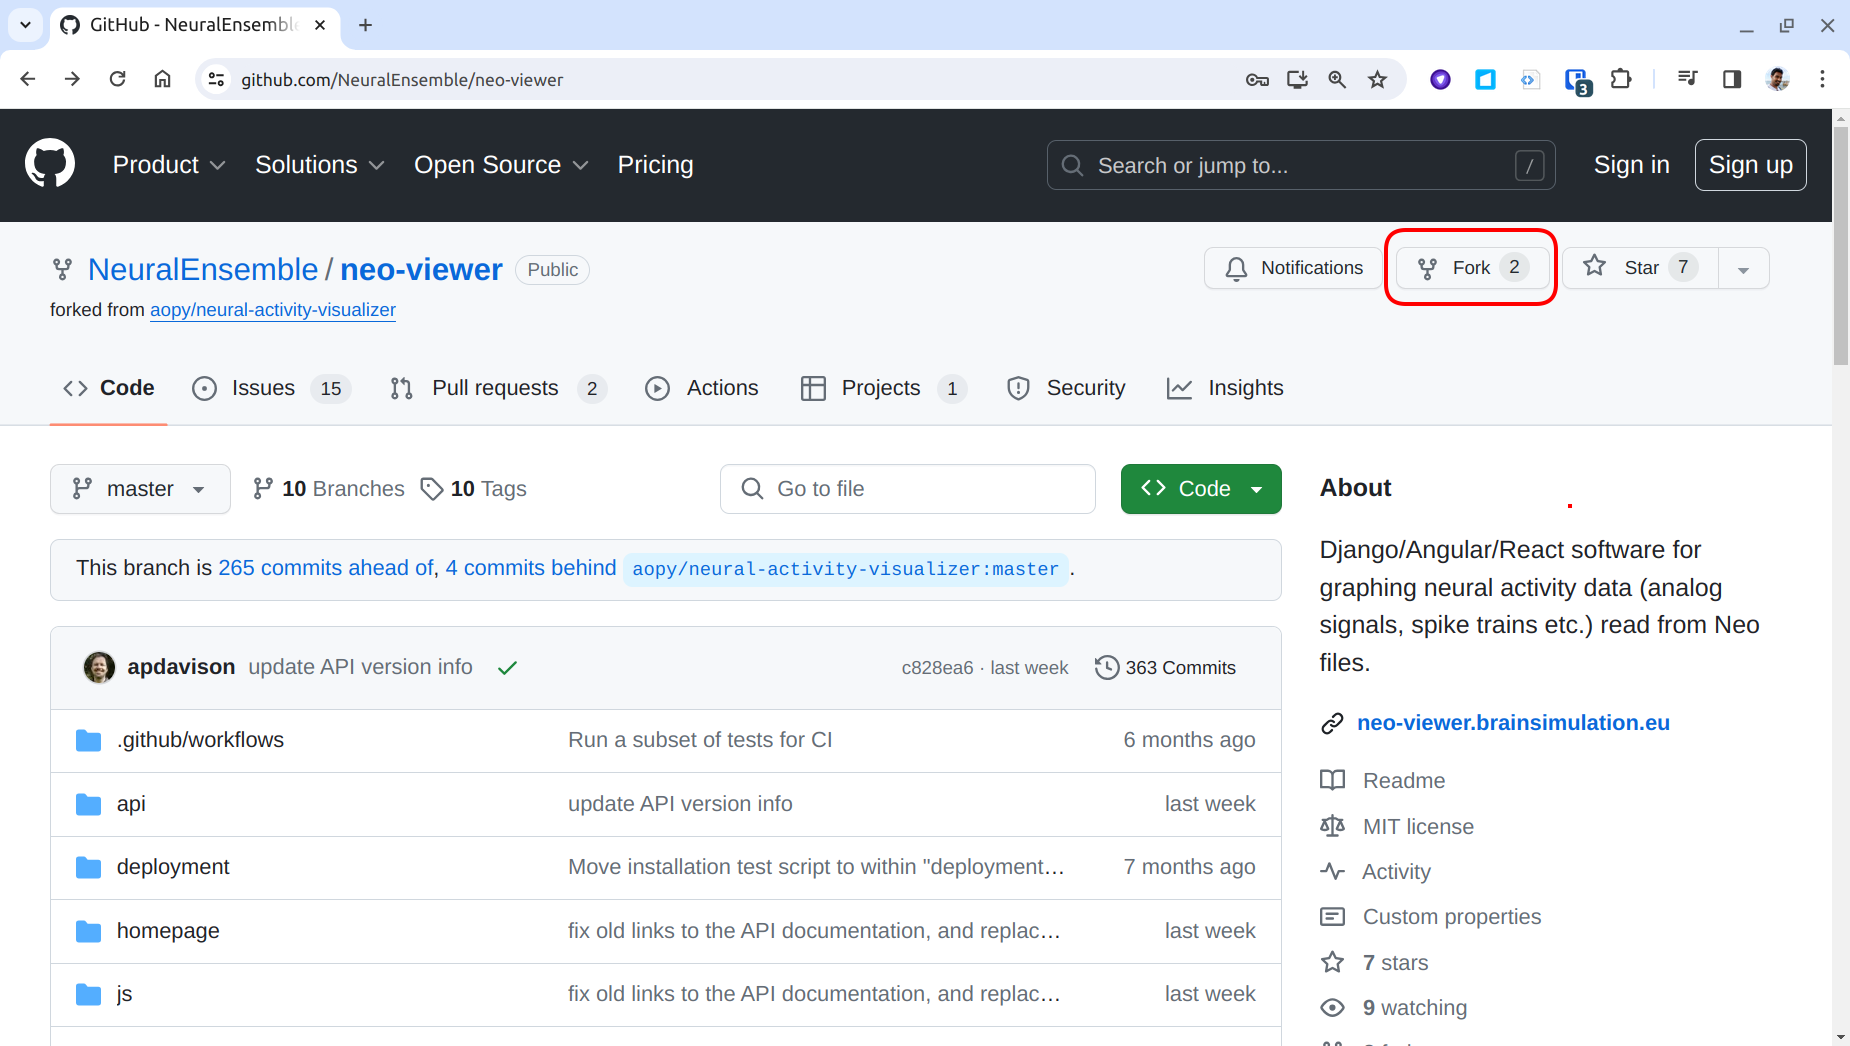 GitHub - NeuralEnsemble
github.com/NeuralEnsemble/neo-viewer
3
Product Solutions Open Source Pricing Search or jump to... / Sign in Sign up
NeuralEnsemble / neo-viewer Public Notifications Fork 2 Star 7
forked from aopy/neural-activity-visualizer
Code Issues 15 Pull requests 2 Actions Projects 1 Security Insights
master 10 Branches 10 Tags Go to file Code
This branch is 265 commits ahead of, 4 commits behind aopy/neural-activity-visualizer:master .
apdavison update API version info c828ea6 · last week 363 Commits
.github/workflows Run a subset of tests for CI 6 months ago
api update API version info last week
deployment Move installation test script to within "deployment… 7 months ago
homepage fix old links to the API documentation, and replac… last week
js fix old links to the API documentation, and replac… last week
About
Django/Angular/React software for
graphing neural activity data (analog
signals, spike trains etc.) read from Neo
files.
neo-viewer.brainsimulation.eu
Readme
MIT license
Activity
Custom properties
7 stars
9 watching